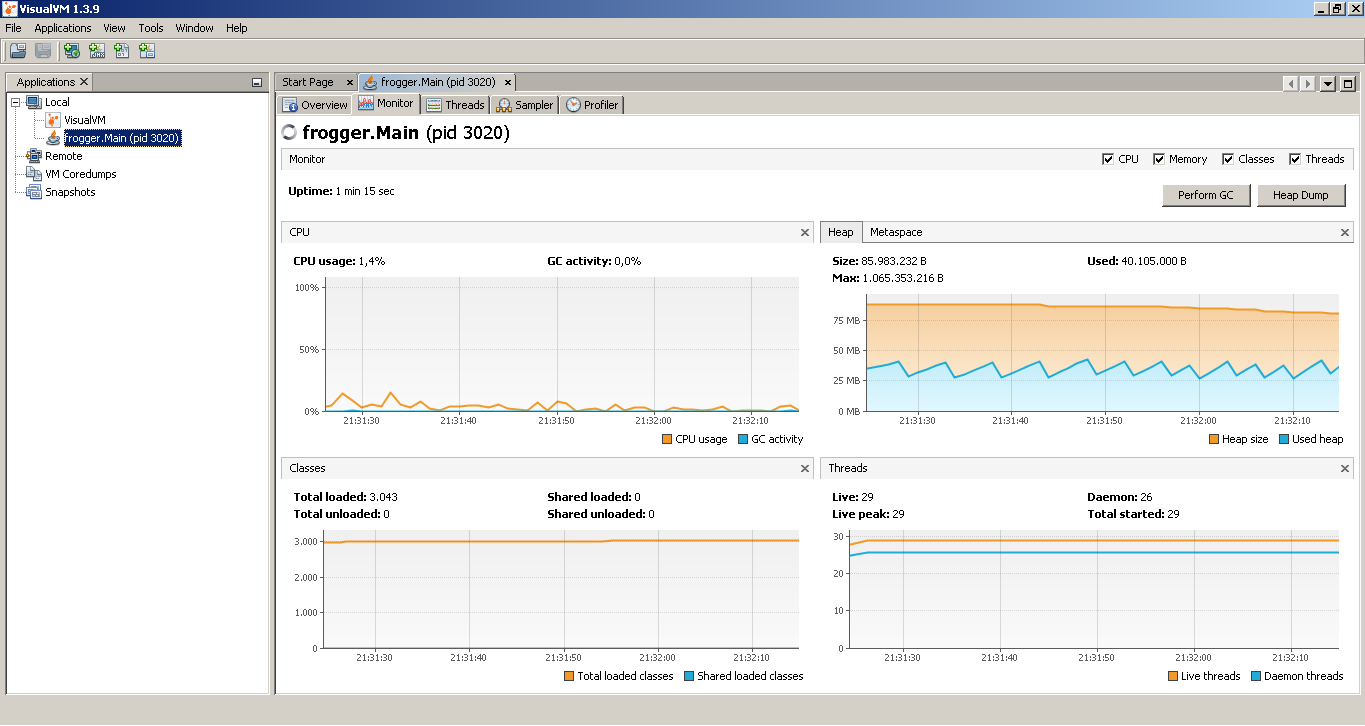 VisualVM 1.3.9
File Applications View Tools Window Help
Applications
Local
VisualVM
frogger.Main (pid 3020)
Remote
VM Coredumps
Snapshots
Start Page frogger.Main (pid 3020)
Overview Monitor Threads Sampler Profiler
frogger.Main (pid 3020)
Monitor CPU Memory Classes Threads
Uptime: 1 min 15 sec Perform GC Heap Dump
CPU
CPU usage: 1,4% GC activity: 0,0%
100%
50%
0%
21:31:30 21:31:40 21:31:50 21:32:00 21:32:10
CPU usage GC activity
Heap Metaspace
Size: 85.983.232 B Used: 40.105.000 B
Max: 1.065.353.216 B
75 MB
50 MB
25 MB
0 MB
21:31:30 21:31:40 21:31:50 21:32:00 21:32:10
Heap size Used heap
Classes
Total loaded: 3.043 Shared loaded: 0
Total unloaded: 0 Shared unloaded: 0
3.000
2.000
1.000
0
21:31:30 21:31:40 21:31:50 21:32:00 21:32:10
Total loaded classes Shared loaded classes
Threads
Live: 29 Daemon: 26
Live peak: 29 Total started: 29
30
20
10
0
21:31:30 21:31:40 21:31:50 21:32:00 21:32:10
Live threads Daemon threads